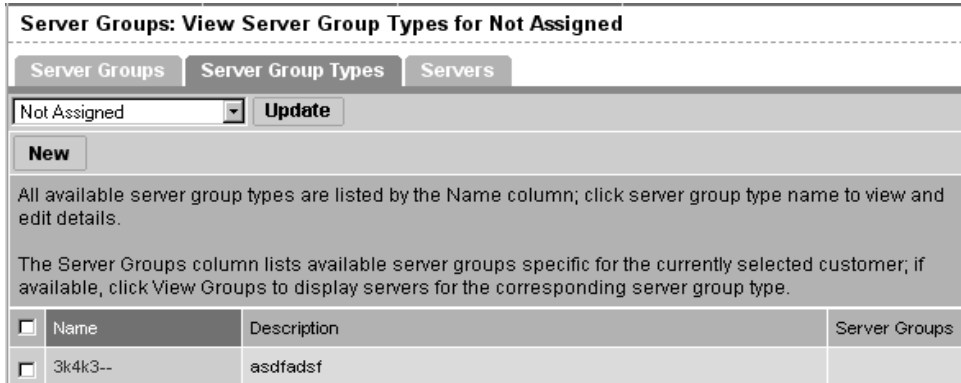 Server Groups: View Server Group Types for Not Assigned
Server Groups Server Group Types Servers
Not Assigned Update
New
All available server group types are listed by the Name column; click server group type name to view and
edit details.
The Server Groups column lists available server groups specific for the currently selected customer; if
available, click View Groups to display servers for the corresponding server group type.
Name Description Server Groups
3k4k3-- asdfadsf